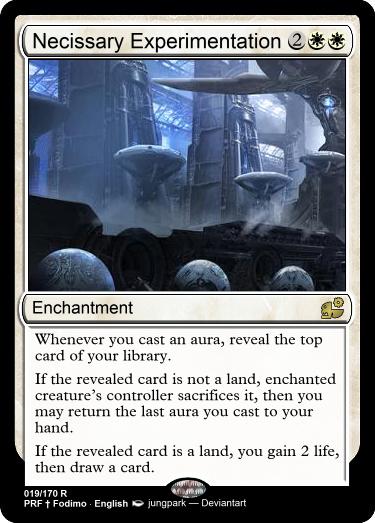 Necissary Experimentation 2
Enchantment
Whenever you cast an aura, reveal the top
card of your library.
If the revealed card is not a land, enchanted
creature's controller sacrifices it, then you
may return the last aura you cast to your
hand.
If the revealed card is a land, you gain 2 life,
then draw a card.
019/170 R
PRF † Fodimo · English jungpark — Deviantart